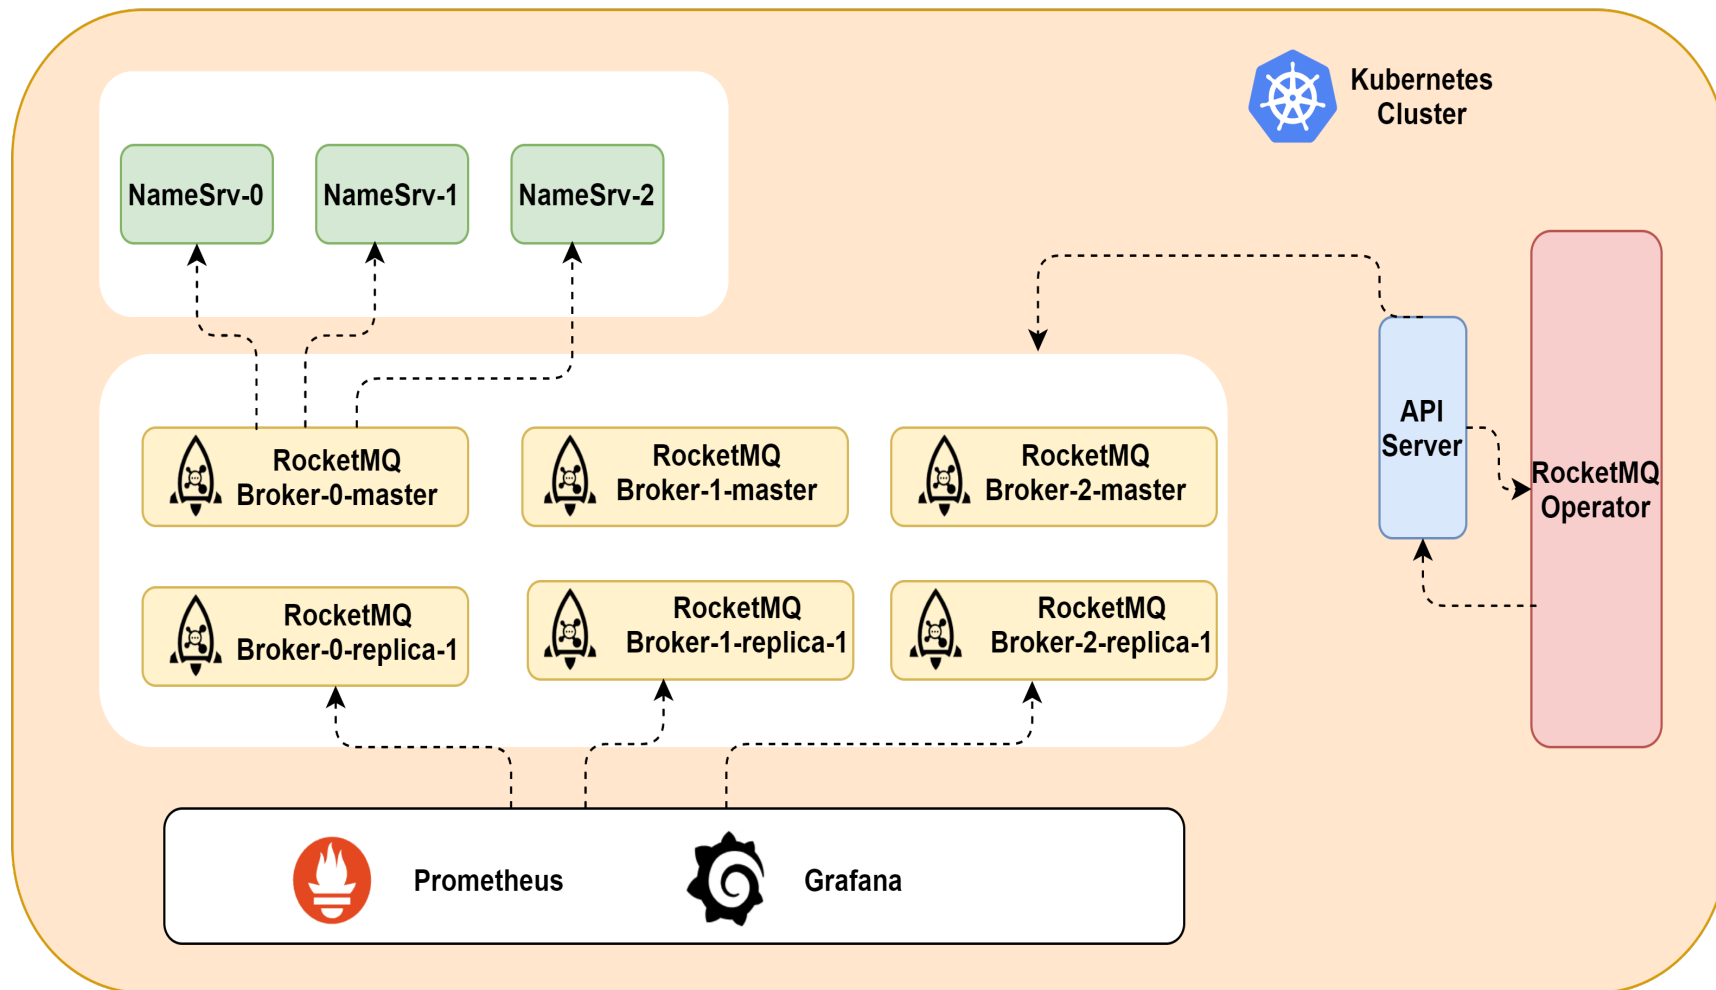 Kubernetes
Cluster
NameSrv-0
NameSrv-1
NameSrv-2
API
Server
RocketMQ
Operator
RocketMQ
Broker-0-master
RocketMQ
Broker-1-master
RocketMQ
Broker-2-master
RocketMQ
Broker-0-replica-1
RocketMQ
Broker-1-replica-1
RocketMQ
Broker-2-replica-1
Prometheus
Grafana